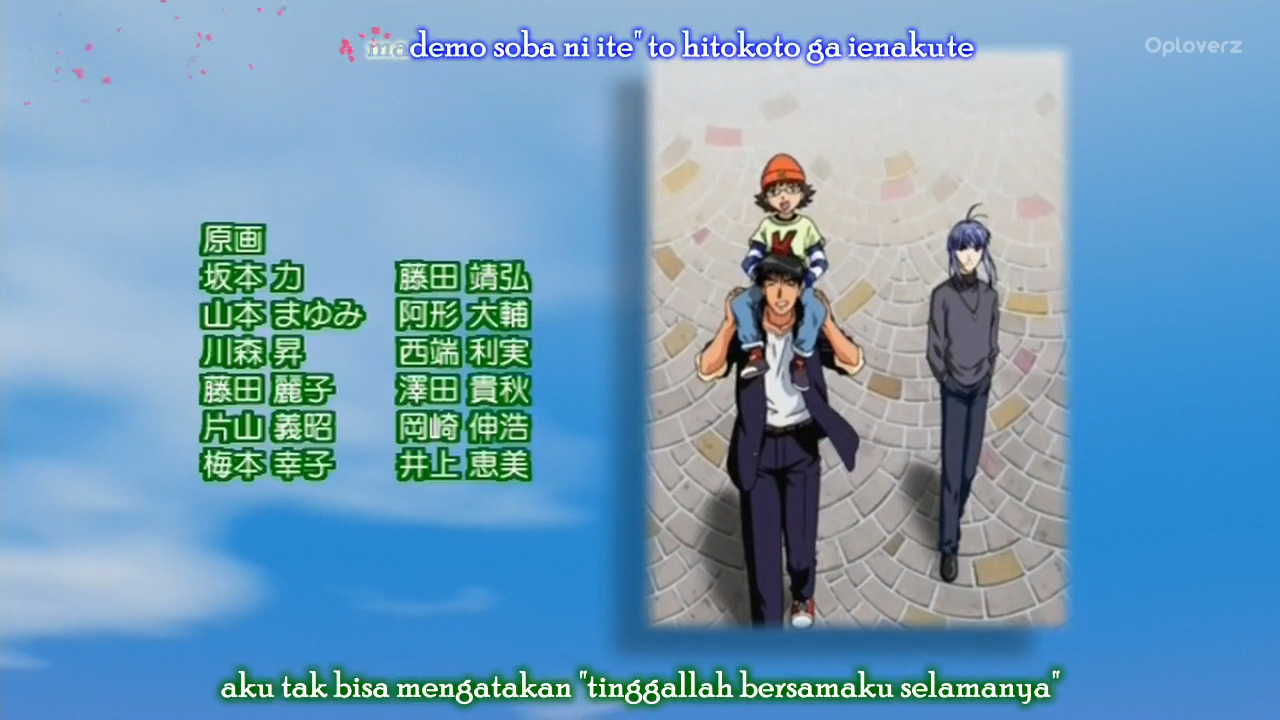 ma demo soba ni ite" to hitokoto ga ienakute
Oploverz
原画
坂本 力 藤田 靖弘
山本 まゆみ 阿形 大輔
川森 昇 西端 利実
藤田 麗子 澤田 貴秋
片山 義昭 岡崎 伸浩
梅本 幸子 井上 恵美
aku tak bisa mengatakan "tinggallah bersamaku selamanya"